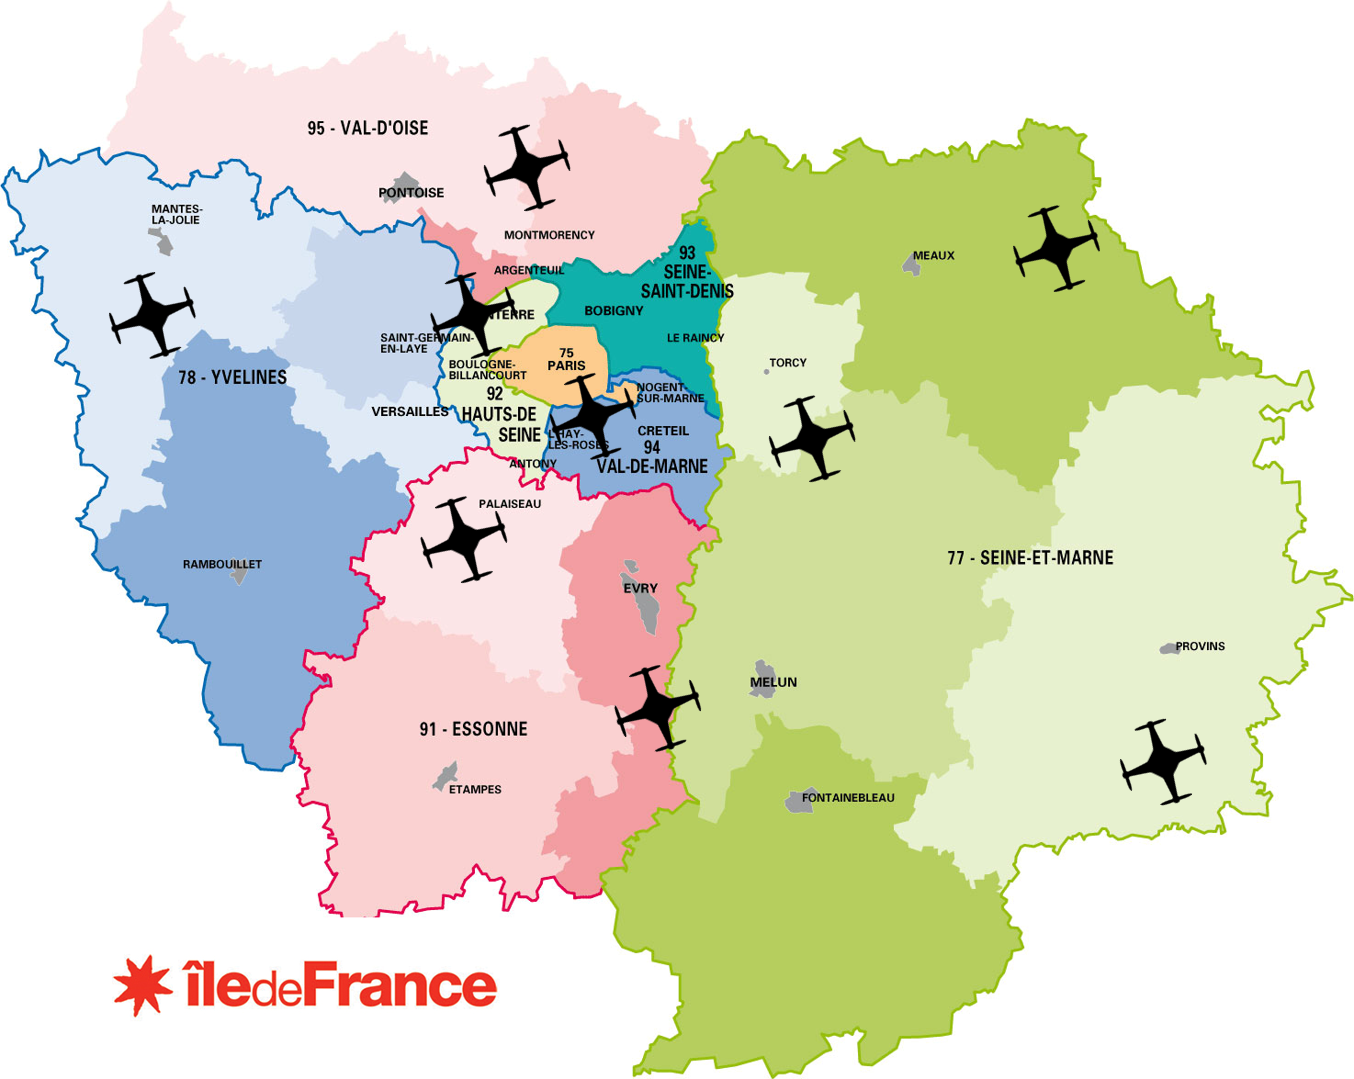 95 - VAL-D'OISE
PONTOISE
MANTES-
LA-JOLIE
MONTMORENCY
ARGENTEUIL
93
SEINE-
SAINT-DENIS
MEAUX
BOBIGNY
NTERRE
LE RAINCY
SAINT-GERMAIN-
EN-LAYE
75
PARIS
TORCY
78 - YVELINES
BOULOGNE-
BILLANCOURT
NOGENT-
SUR-MARNE
VERSAILLES
92
HAUTS-DE
SEINE
L'HAY-
LES-ROSES
CRETEIL
94
VAL-DE-MARNE
ANTONY
PALAISEAU
RAMBOUILLET
EVRY
77 - SEINE-ET-MARNE
PROVINS
MELUN
91 - ESSONNE
ETAMPES
FONTAINEBLEAU
îledeFrance